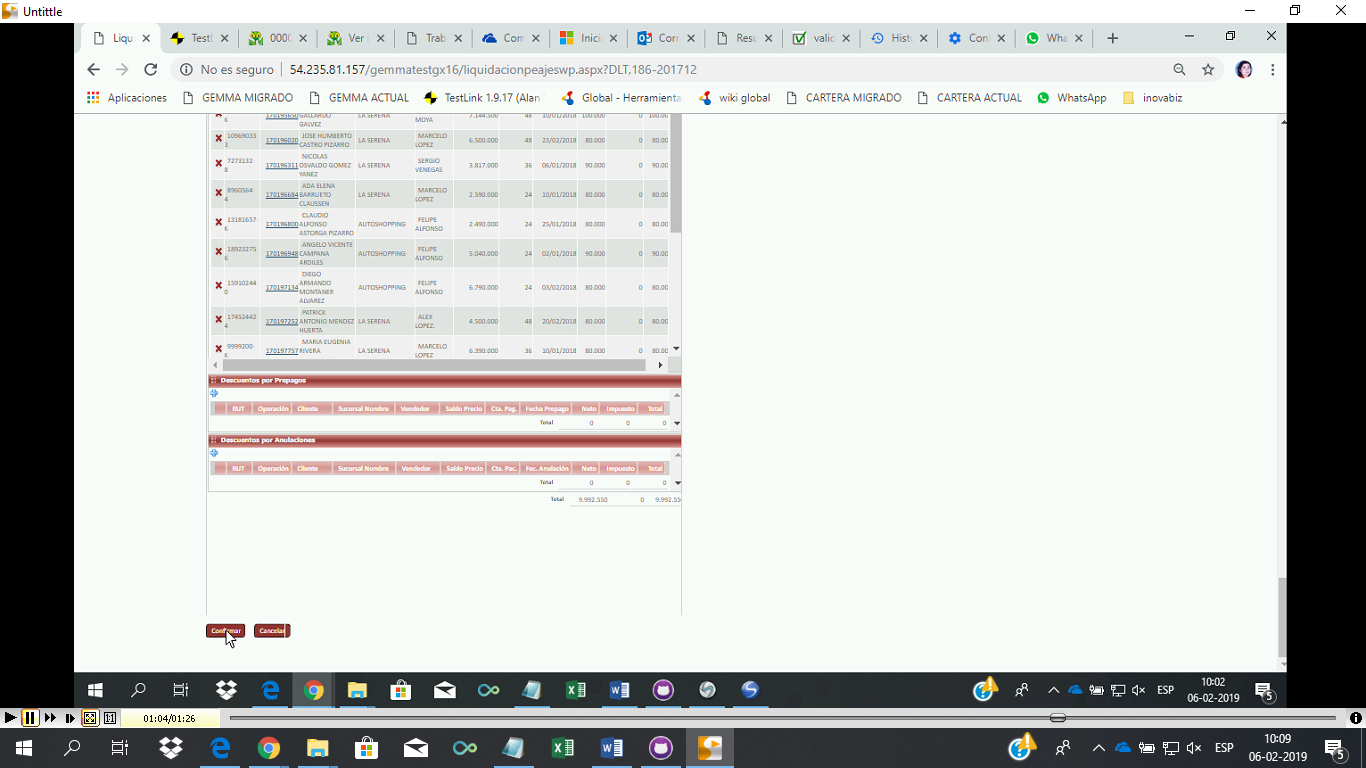 Untittle
Liqu
TestL
0000
Ver i
Trab
Com
Inicia
Corr
Resu
valid
Histo
Cont
Wha
No es seguro | 54.235.81.157/gemmatestgx16/liquidacionpeajeswp.aspx?DLT,186-201712
Aplicaciones GEMMA MIGRADO GEMMA ACTUAL TestLink 1.9.17 (Alan Global - Herramienta wiki global CARTERA MIGRADO CARTERA ACTUAL WhatsApp inovabiz
K 170195650 GALLARDO GALVEZ LA SERENA MOYA 7.144.500 48 10/01/2018 100.000 0 100.00
10969033 3 170196020 JOSE HUMBERTO CASTRO PIZARRO LA SERENA MARCELO LOPEZ 6.500.000 48 23/02/2018 80.000 0 80.00
7273132- 8 170196311 NICOLAS OSVALDO GOMEZ YANEZ LA SERENA SERGIO VENEGAS 3.817.000 36 06/01/2018 90.000 0 90.00
8960564- 4 170196684 ADA ELENA BARRUETO CLAUSSEN LA SERENA MARCELO LOPEZ 2.590.000 24 10/01/2018 80.000 0 80.00
13181657- K 170196800 CLAUDIO ALFONSO ASTORGA PIZARRO AUTOSHOPPING FELIPE ALFONSO 2.490.000 24 25/01/2018 80.000 0 80.00
18923275 6 170196948 ANGELO VICENTE CAMPANA ARDILES AUTOSHOPPING FELIPE ALFONSO 5.040.000 24 02/01/2018 90.000 0 90.00
15910244 0 170197134 DIEGO ARMANDO MONTANER ALVAREZ AUTOSHOPPING FELIPE ALFONSO 6.790.000 24 03/02/2018 80.000 0 80.00
17452442 4 170197252 PATRICK ANTONIO MENDEZ HUERTA LA SERENA ALEX LOPEZ. 4.500.000 48 20/02/2018 80.000 0 80.00
9999200- K 170197757 MARIA EUGENIA RIVERA LA SERENA MARCELO LOPEZ 6.390.000 36 10/01/2018 80.000 0 80.00
Descuentos por Prepagos
RUT Operación Cliente Sucursal Nombre Vendedor Saldo Precio Cta. Pag. Fecha Prepago Neto Impuesto Total
Total 0 0 0
Descuentos por Anulaciones
RUT Operación Cliente Sucursal Nombre Vendedor Saldo Precio Cta. Pac. Fec. Anulación Neto Impuesto Total
Total 0 0 0
Total 9.992.550 0 9.992.55
Confirmar Cancelar
ESP 10:02
06-02-2019 5
01:04/01:26
ESP 10:09
06-02-2019 5